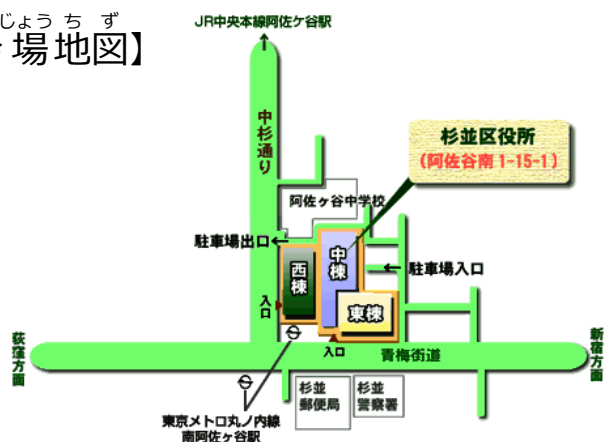 じょう ち ず
場地図】
JR中央本線阿佐ケ谷駅
中杉通り
杉並区役所
(阿佐谷南1-15-1)
阿佐ヶ谷中学校
駐車場出口
中棟
西棟
駐車場入口
東棟
入口
入口
青梅街道
荻窪方面
新宿方面
杉並
郵便局
杉並
警察署
東京メトロ丸ノ内線
南阿佐ヶ谷駅